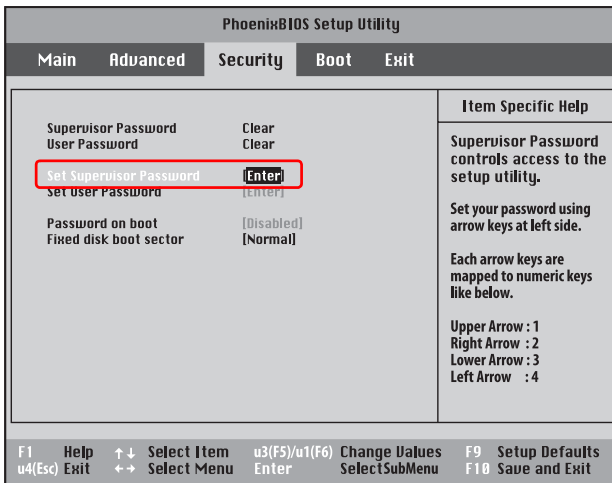 PhoenixBIOS Setup Utility
Main Advanced Security Boot Exit
Item Specific Help
Supervisor Password Clear
User Password Clear
Set Supervisor Password [Enter]
Set User Password [Enter]
Password on boot [Disabled]
Fixed disk boot sector [Normal]
Supervisor Password
controls access to the
setup utility.
Set your password using
arrow keys at left side.
Each arrow keys are
mapped to numeric keys
like below.
Upper Arrow : 1
Right Arrow : 2
Lower Arrow : 3
Left Arrow : 4
F1 Help ↑↓ Select Item u3(F5)/u1(F6) Change Values F9 Setup Defaults
u4(Esc) Exit ←→ Select Menu Enter SelectSubMenu F10 Save and Exit